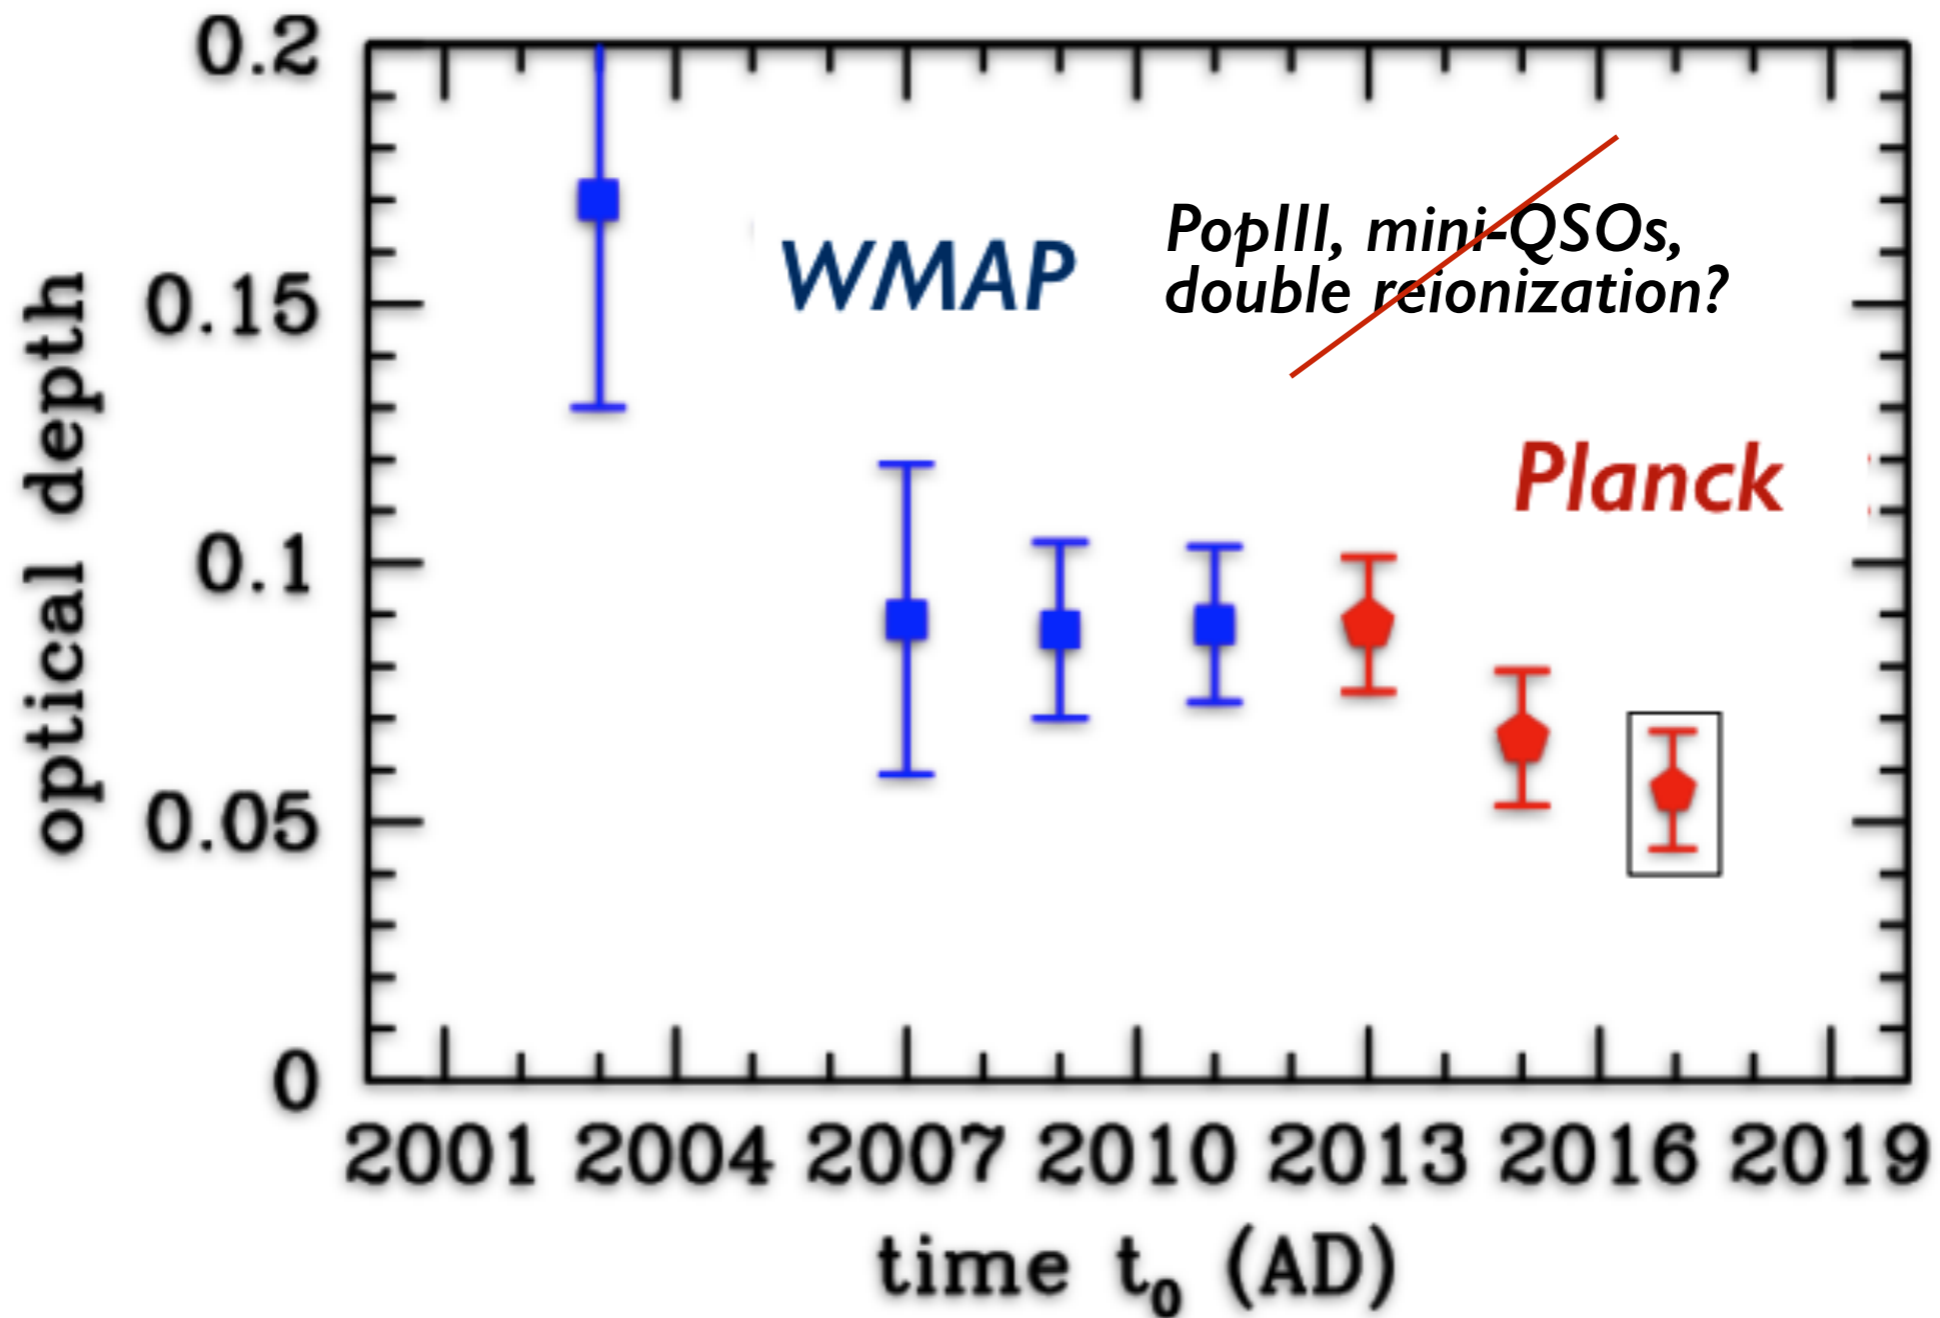 0.2
PopIII, mini-QSOs,
double reionization?
WMAP
0.15
Planck
optical depth
0.1
0.05
0
2001 2004 2007 2010 2013 2016 2019
time t₀ (AD)